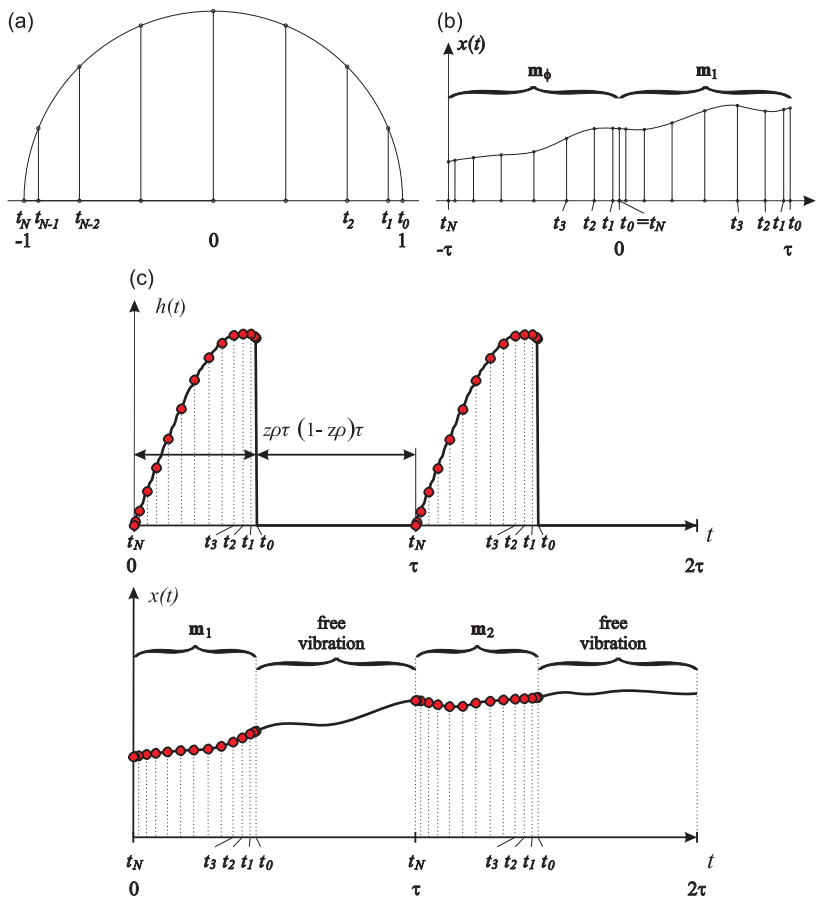 (a)
t_N t_{N-1} t_{N-2} t_2 t_1 t_0
-1 0 1
(b)
x(t)
m_ϕ m_1
t_N t_3 t_2 t_1 t_0=t_N t_3 t_2 t_1 t_0
-τ 0 τ
(c)
h(t)
zρτ (1- zρ)τ
t_N t_3 t_2 t_1 t_0 t_N t_3 t_2 t_1 t_0 t
0 τ 2τ
x(t)
m_1 free vibration m_2 free vibration
t_N t_3 t_2 t_1 t_0 t_N t_3 t_2 t_1 t_0 t
0 τ 2τ